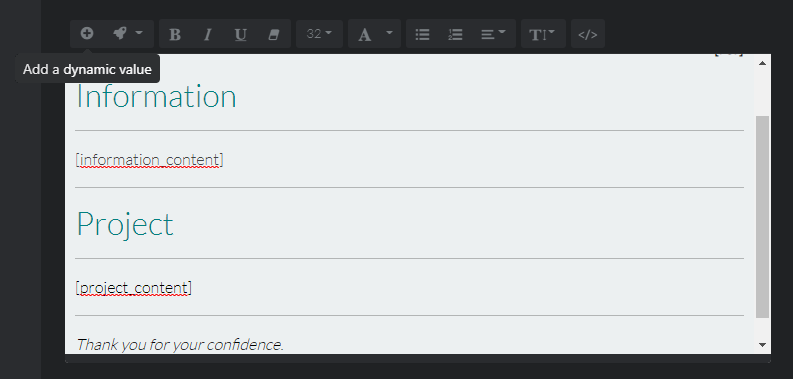 B I U 32 A TI </>
Add a dynamic value
Information
[information_content]
Project
[project_content]
Thank you for your confidence.